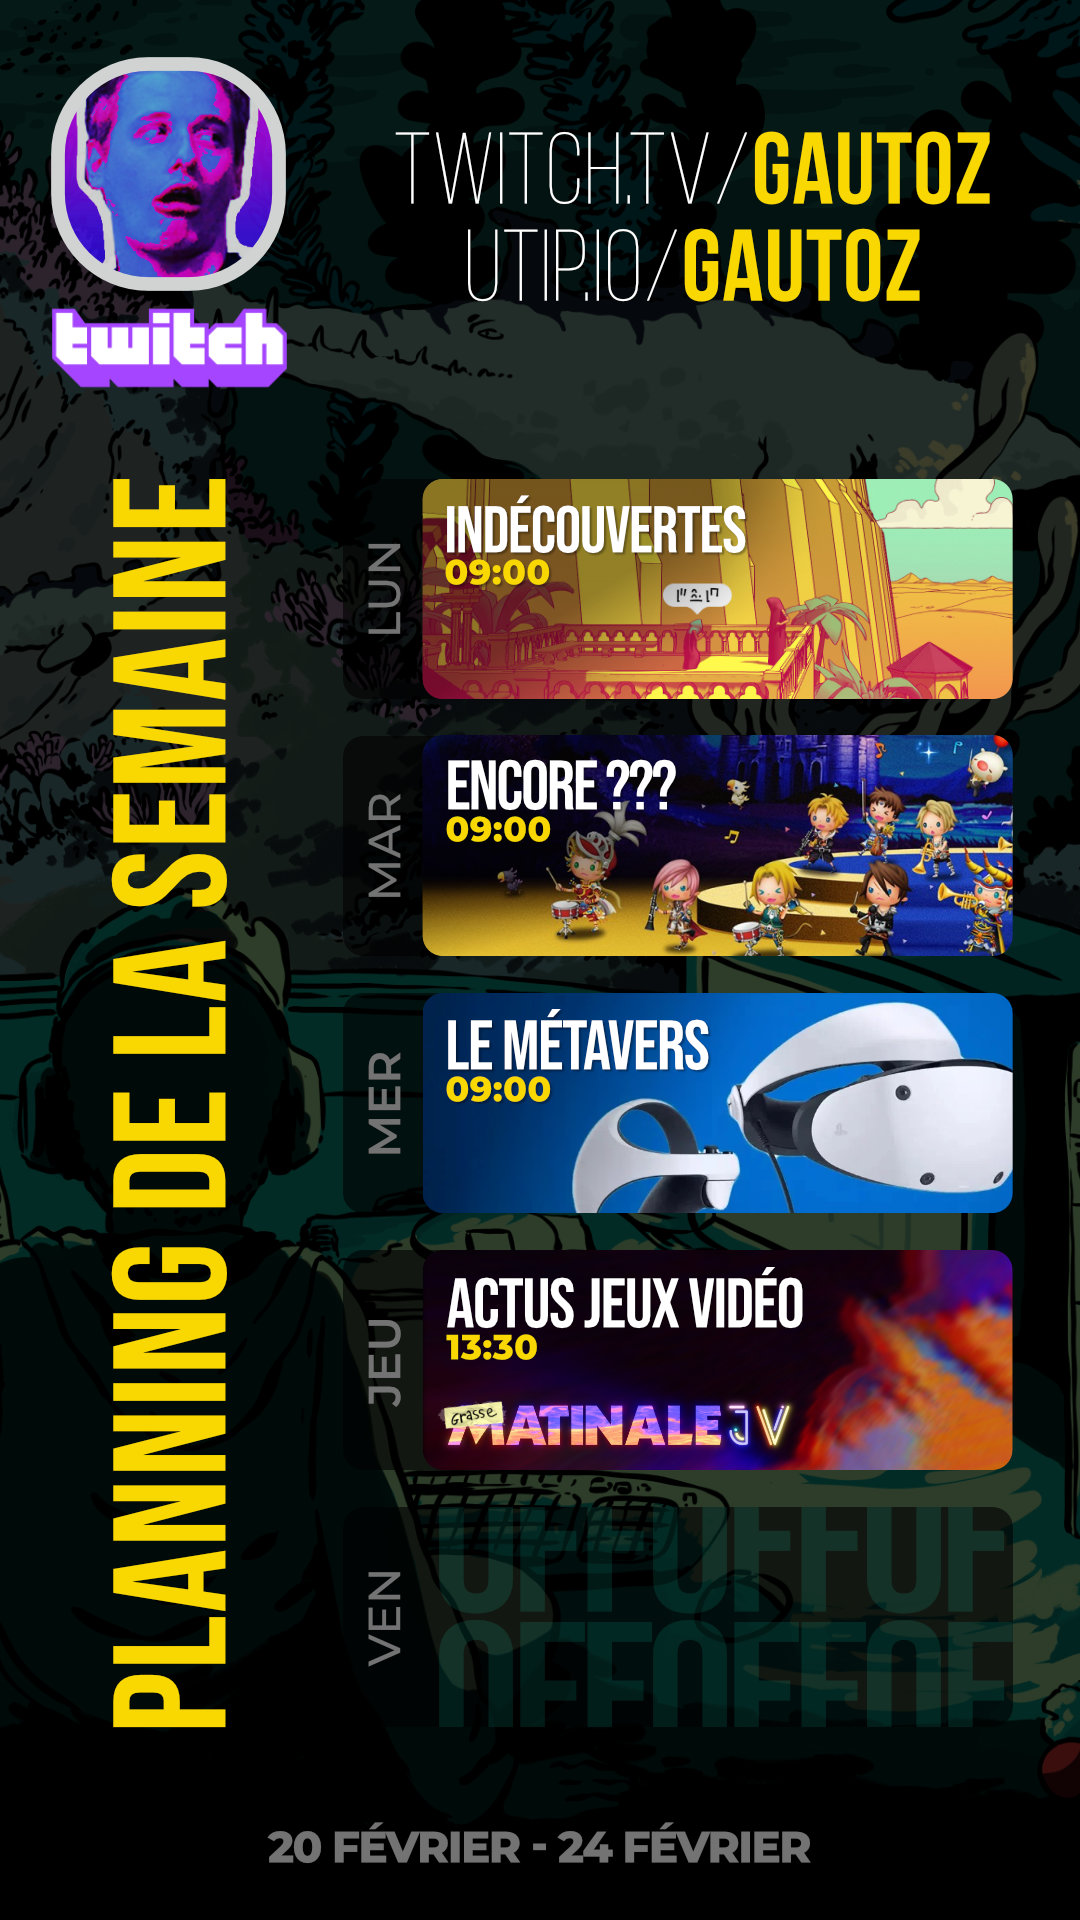 TWITCH.TV/GAUTOZ
UTIP.IO/GAUTOZ
twitch
PLANNING DE LA SEMAINE
LUN
INDÉCOUVERTES
09:00
MAR
ENCORE ???
09:00
MER
LE MÉTAVERS
09:00
JEU
ACTUS JEUX VIDÉO
13:30
Grasse
MATINALE JV
VEN
20 FÉVRIER - 24 FÉVRIER